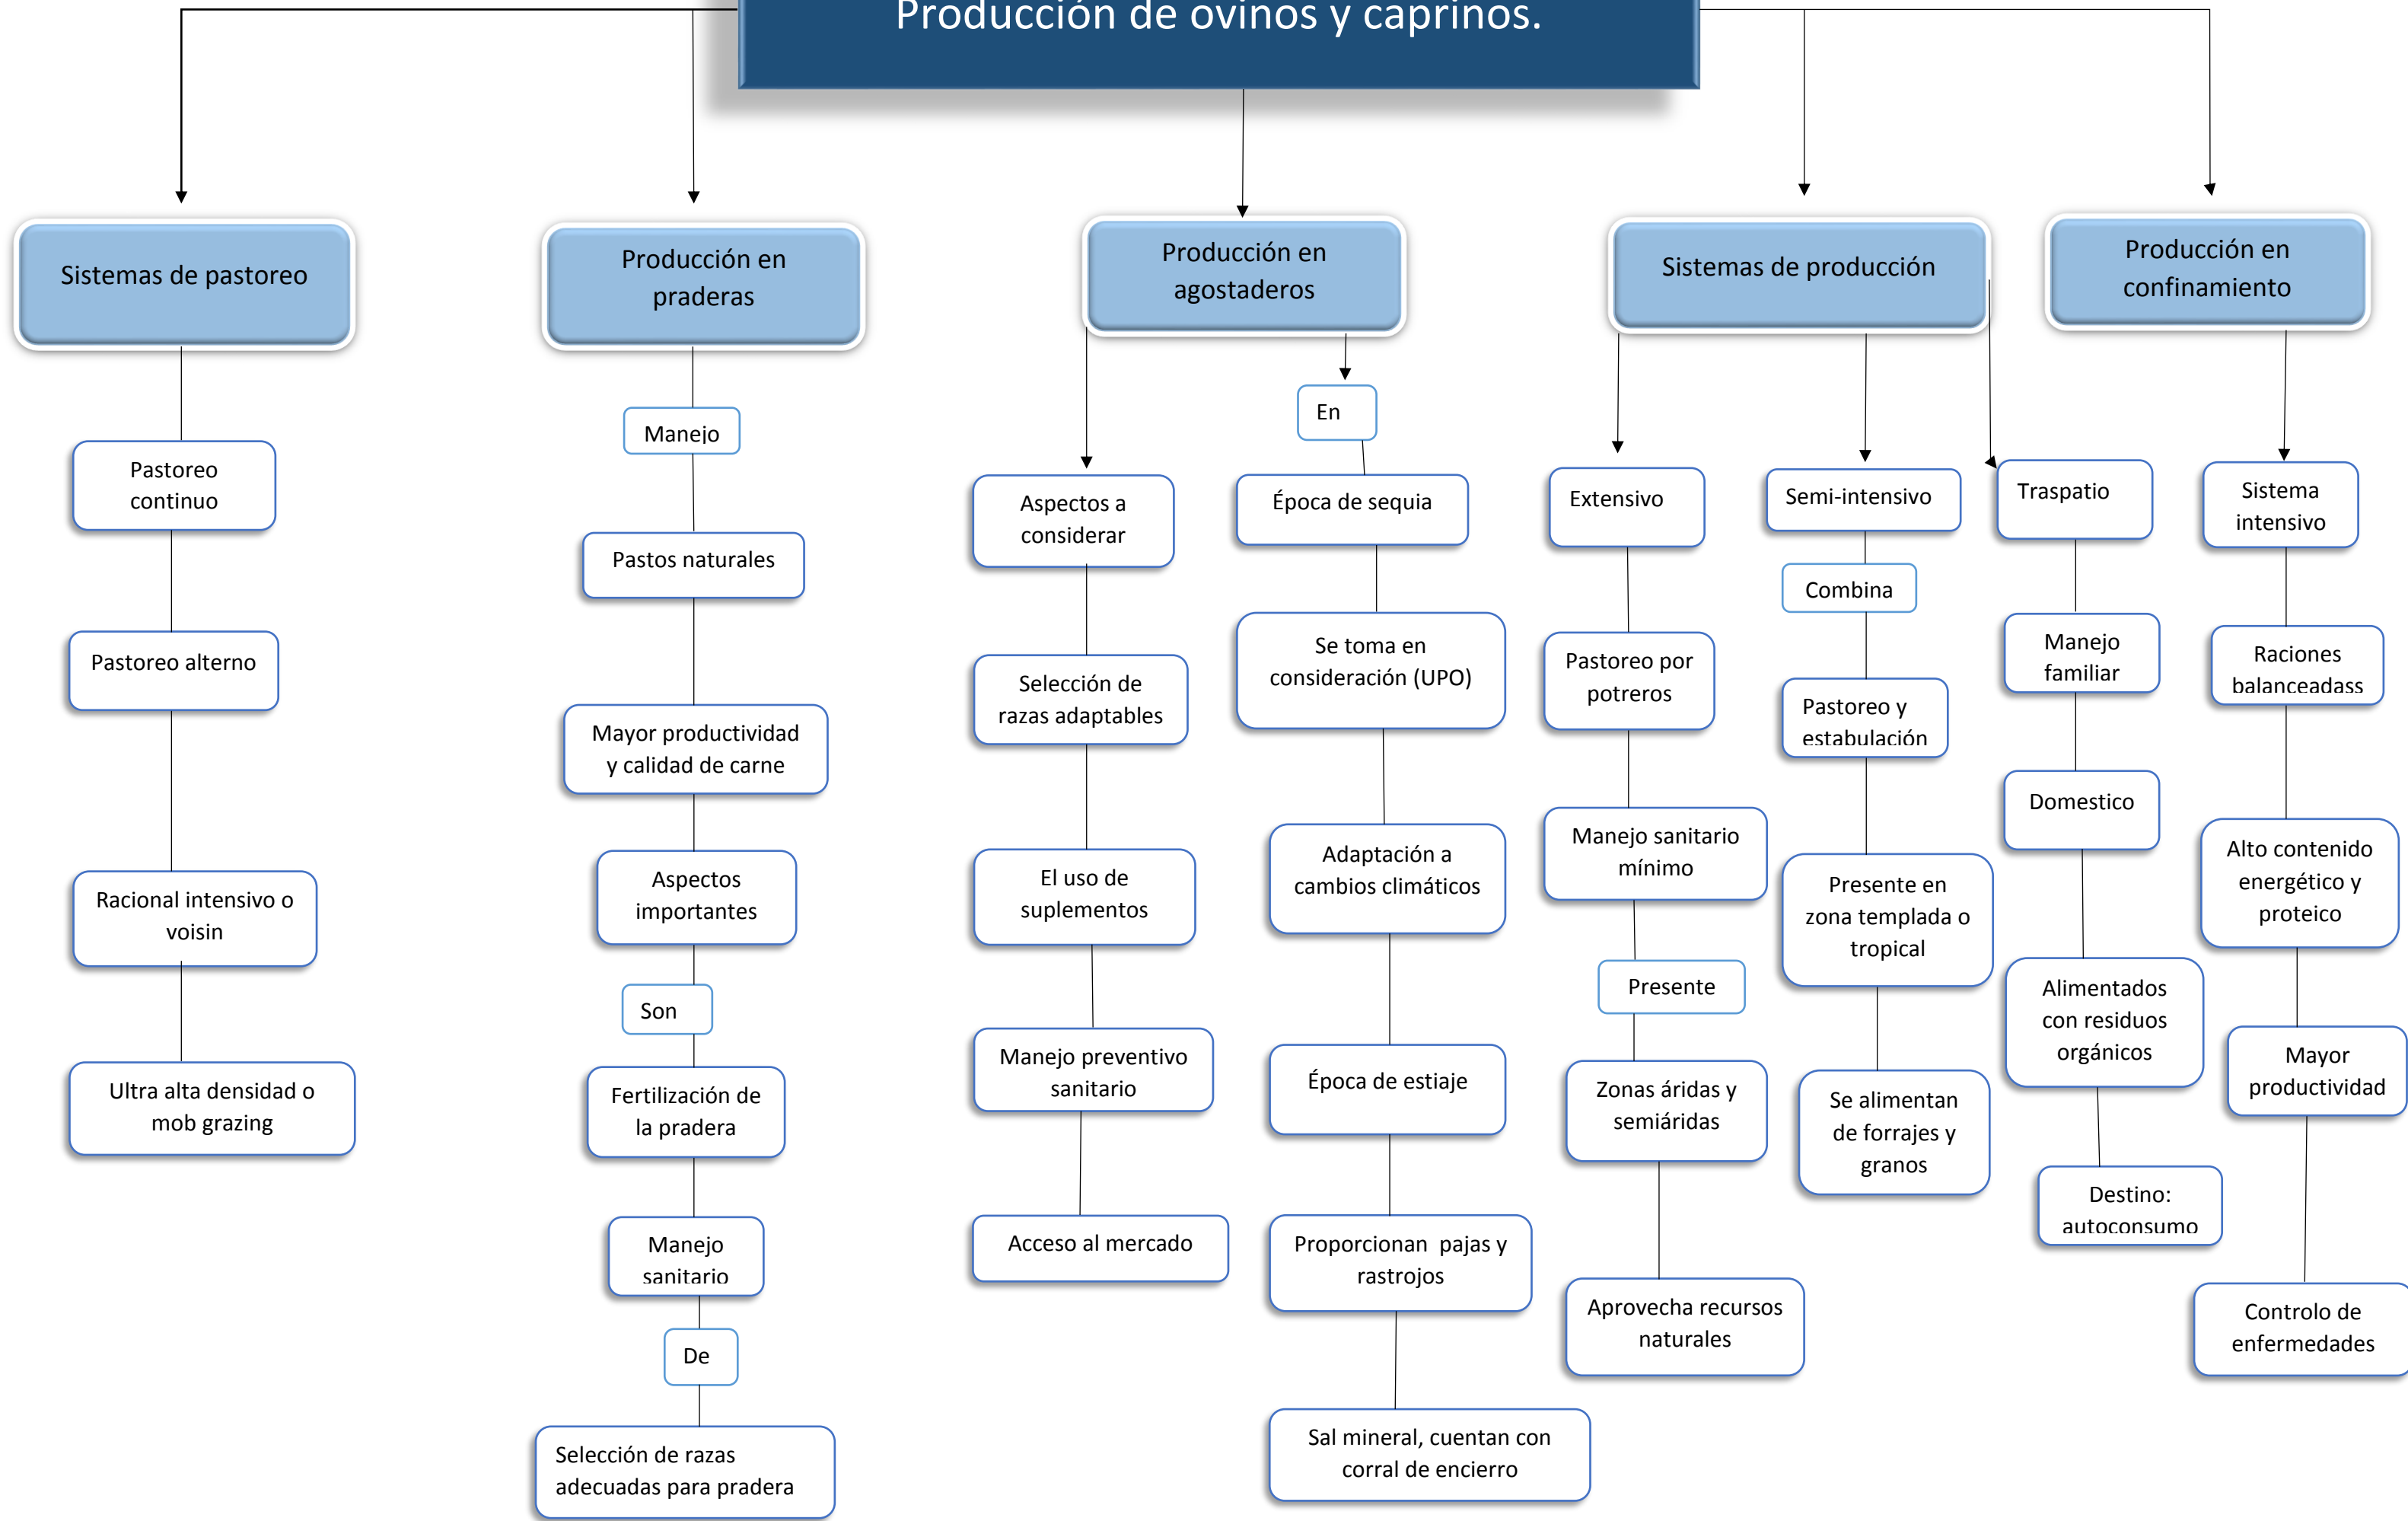 Producción de ovinos y caprinos.
Sistemas de pastoreo
Pastoreo
continuo
Pastoreo alterno
Racional intensivo o
voisin
Ultra alta densidad o
mob grazing
Producción en
praderas
Manejo
Pastos naturales
Mayor productividad
y calidad de carne
Aspectos
importantes
Son
Fertilización de
la pradera
Manejo
sanitario
De
Selección de razas
adecuadas para pradera
Producción en
agostaderos
Aspectos a
considerar
Selección de
razas adaptables
El uso de
suplementos
Manejo preventivo
sanitario
Acceso al mercado
En
Época de sequia
Se toma en
consideración (UPO)
Adaptación a
cambios climáticos
Época de estiaje
Proporcionan pajas y
rastrojos
Sal mineral, cuentan con
corral de encierro
Sistemas de producción
Extensivo
Pastoreo por
potreros
Manejo sanitario
mínimo
Presente
Zonas áridas y
semiáridas
Aprovecha recursos
naturales
Semi-intensivo
Combina
Pastoreo y
estabulación
Presente en
zona templada o
tropical
Se alimentan
de forrajes y
granos
Traspatio
Manejo
familiar
Domestico
Alimentados
con residuos
orgánicos
Destino:
autoconsumo
Producción en
confinamiento
Sistema
intensivo
Raciones
balanceadass
Alto contenido
energético y
proteico
Mayor
productividad
Controlo de
enfermedades